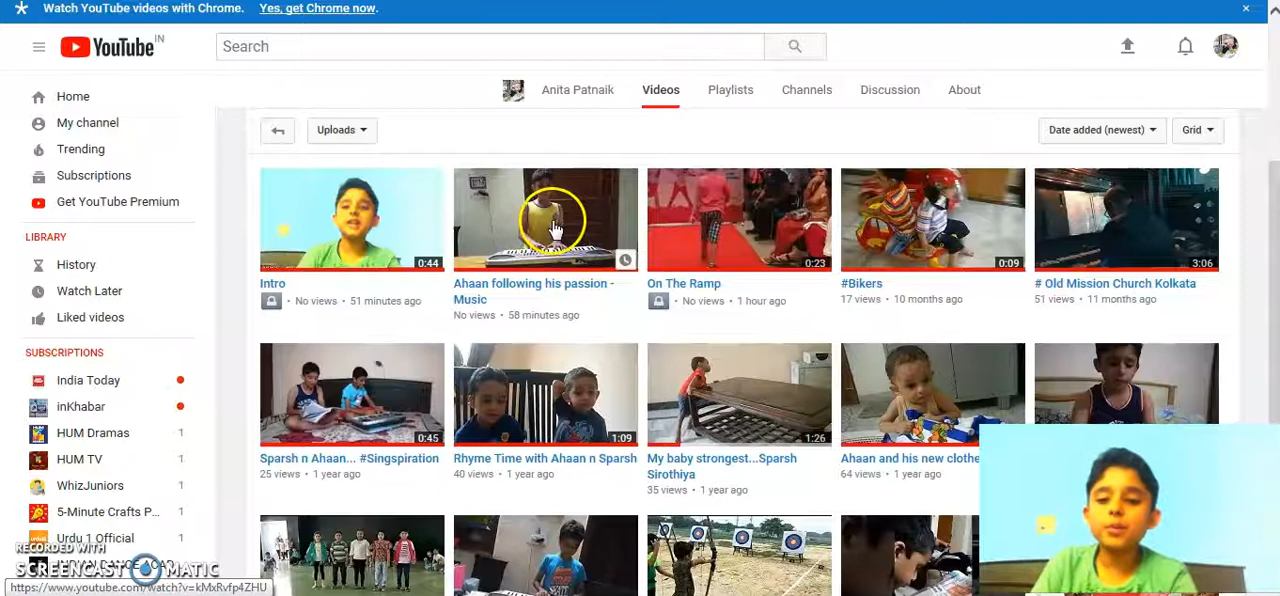 Watch YouTube videos with Chrome. Yes, get Chrome now. ×
YouTube IN
Search
Anita Patnaik Videos Playlists Channels Discussion About
Home
My channel
Trending
Subscriptions
Get YouTube Premium
LIBRARY
History
Watch Later
Liked videos
SUBSCRIPTIONS
India Today
inKhabar
HUM Dramas 1
HUM TV 1
WhizJuniors 1
5-Minute Crafts P... 1
Urdu 1 Official 1
Uploads
Date added (newest)
Grid
0:44
Intro
No views • 51 minutes ago
Ahaan following his passion -
Music
No views • 58 minutes ago
0:23
On The Ramp
No views • 1 hour ago
0:09
#Bikers
17 views • 10 months ago
3:06
# Old Mission Church Kolkata
51 views • 11 months ago
0:45
Sparsh n Ahaan... #Singspiration
25 views • 1 year ago
1:09
Rhyme Time with Ahaan n Sparsh
40 views • 1 year ago
1:26
My baby strongest...Sparsh
Sirothiya
35 views • 1 year ago
Ahaan and his new clothe
64 views • 1 year ago
RECORDED WITH
SCREENCAST MATIC
https://www.youtube.com/watch?v=kMxRvfp4ZHU